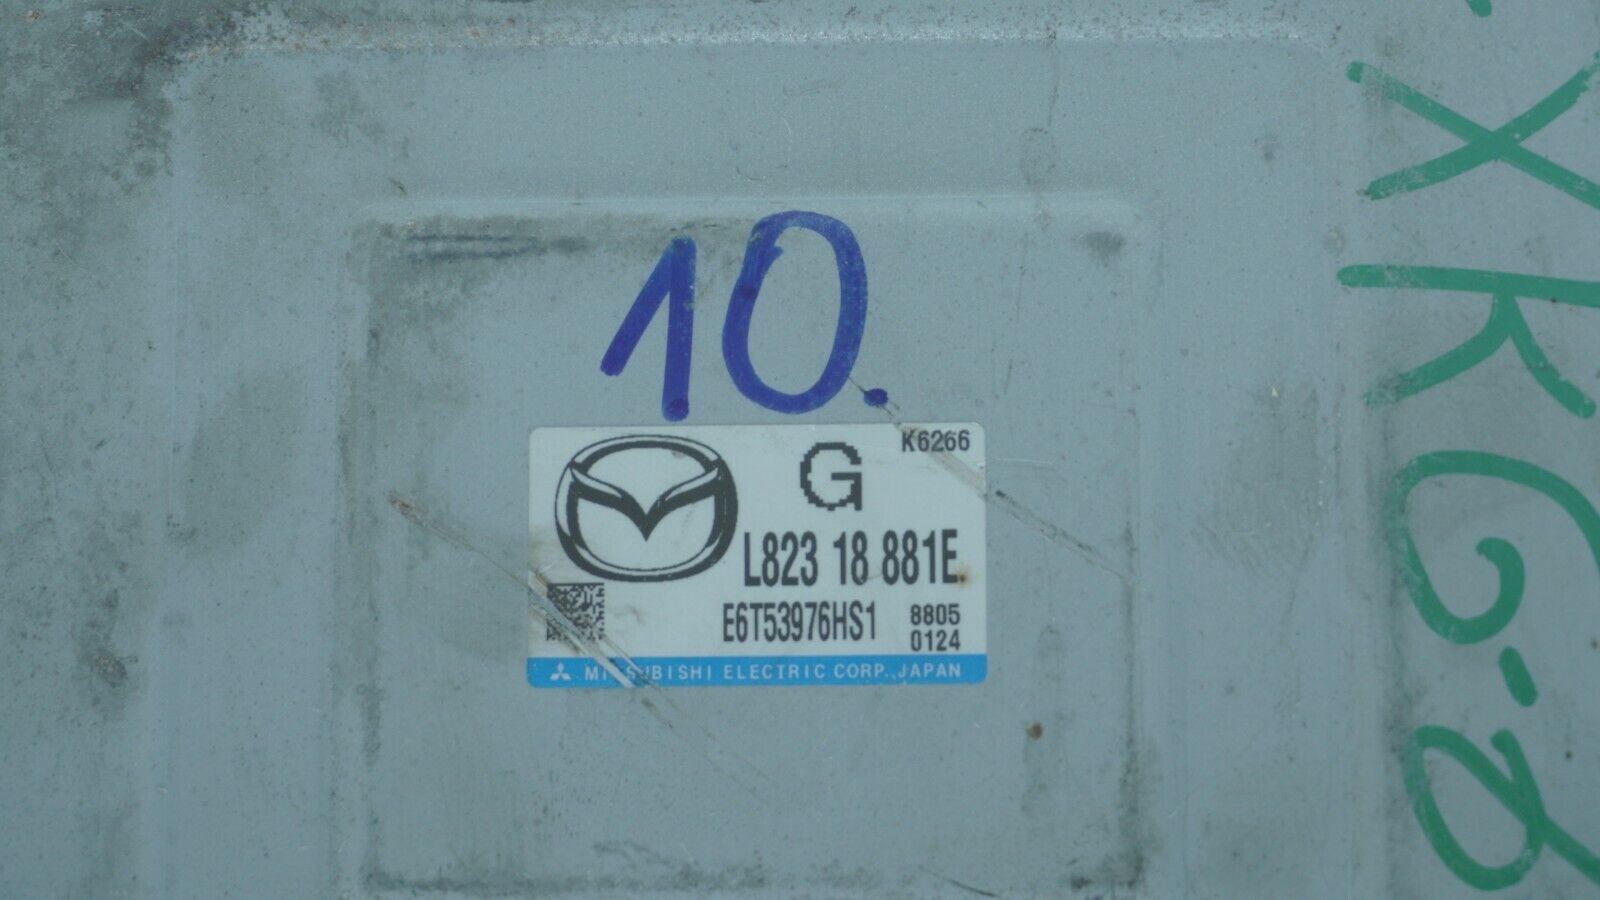 10.
K6266
G
L823 18 881E
E6T53976HS1
8805
0124
MITSUBISHI ELECTRIC CORP., JAPAN